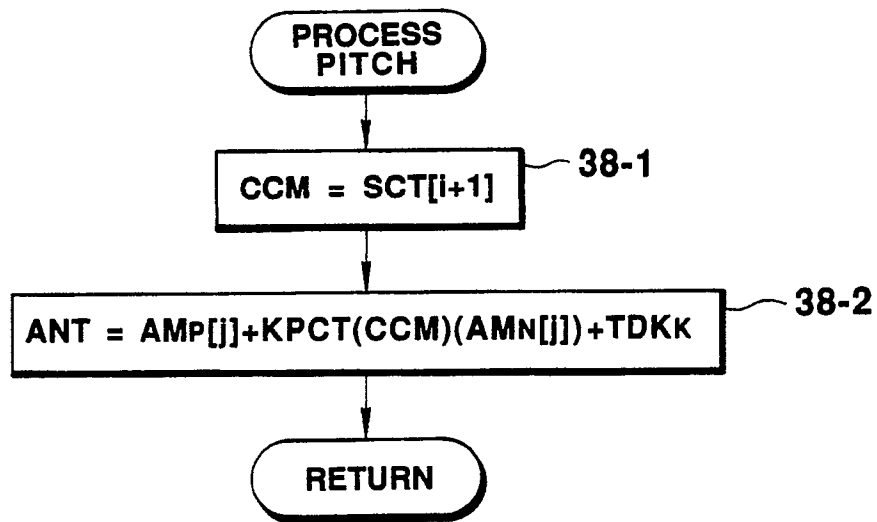 PROCESS
PITCH
CCM = SCT[i+1]
38-1
ANT = AMP[j]+KPCT(CCM)(AMN[j])+TDKK
38-2
RETURN